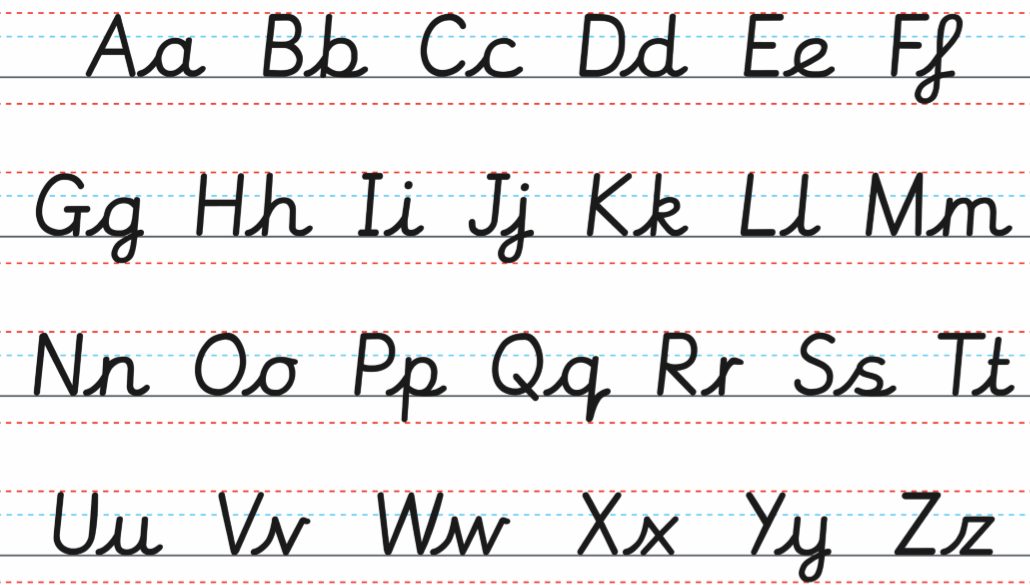 Aa Bb Cc Dd Ee Ff
Gg Hh Ii Jj Kk Ll Mm
Nn Oo Pp Qq Rr Ss Tt
Uu Vv Ww Xx Yy Zz